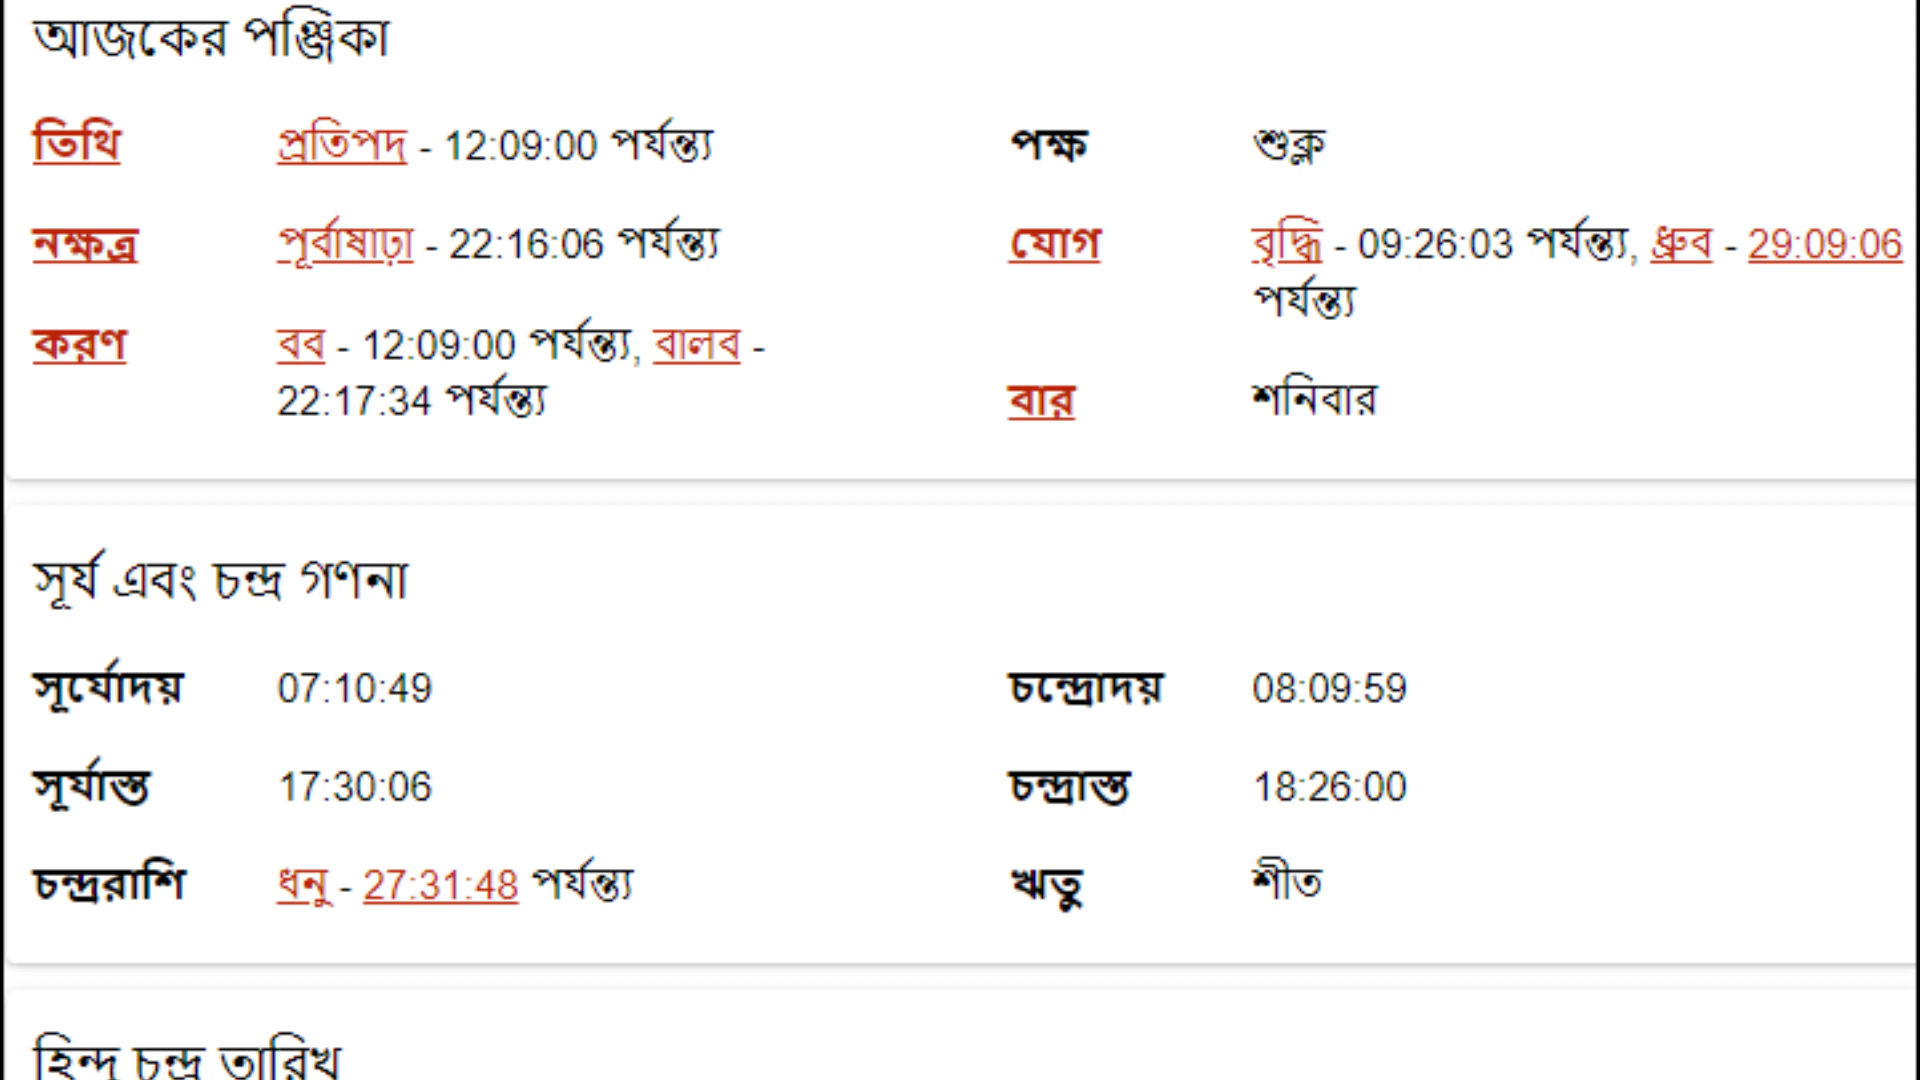 আজকের পঞ্জিকা
তিথি প্রতিপদ - 12:09:00 পর্যন্ত্য পক্ষ শুক্ল
নক্ষত্র পূর্বাষাঢ়া - 22:16:06 পর্যন্ত্য যোগ বৃদ্ধি - 09:26:03 পর্যন্ত্য, ধ্রুব - 29:09:06
পর্যন্ত্য
করণ বব - 12:09:00 পর্যন্ত্য, বালব -
22:17:34 পর্যন্ত্য বার শনিবার
সূর্য এবং চন্দ্র গণনা
সূর্যোদয় 07:10:49 চন্দ্রোদয় 08:09:59
সূর্যাস্ত 17:30:06 চন্দ্রাস্ত 18:26:00
চন্দ্ররাশি ধনু - 27:31:48 পর্যন্ত্য ঋতু শীত
হিন্দু চন্দ্র তারিখ